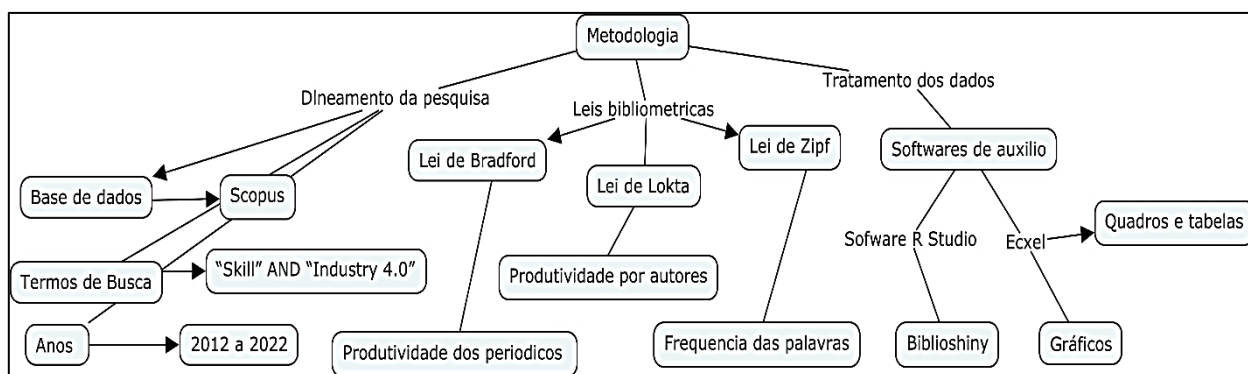 Metodologia
DIneamento da pesquisa
Leis bibliometricas
Tratamento dos dados
Lei de Bradford
Lei de Lokta
Lei de Zipf
Softwares de auxilio
Base de dados
Scopus
Termos de Busca
“Skill” AND “Industry 4.0”
Anos
2012 a 2022
Produtividade dos periodicos
Produtividade por autores
Frequencia das palavras
Sofware R Studio
Ecxel
Quadros e tabelas
Biblioshiny
Gráficos